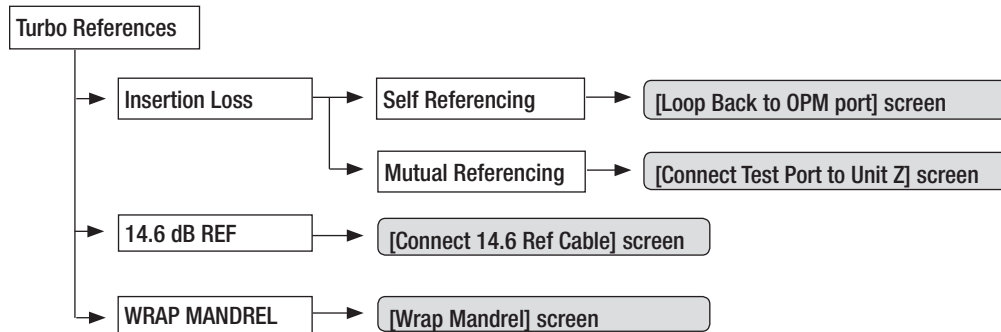 Turbo References
Insertion Loss
Self Referencing
[Loop Back to OPM port] screen
Mutual Referencing
[Connect Test Port to Unit Z] screen
14.6 dB REF
[Connect 14.6 Ref Cable] screen
WRAP MANDREL
[Wrap Mandrel] screen